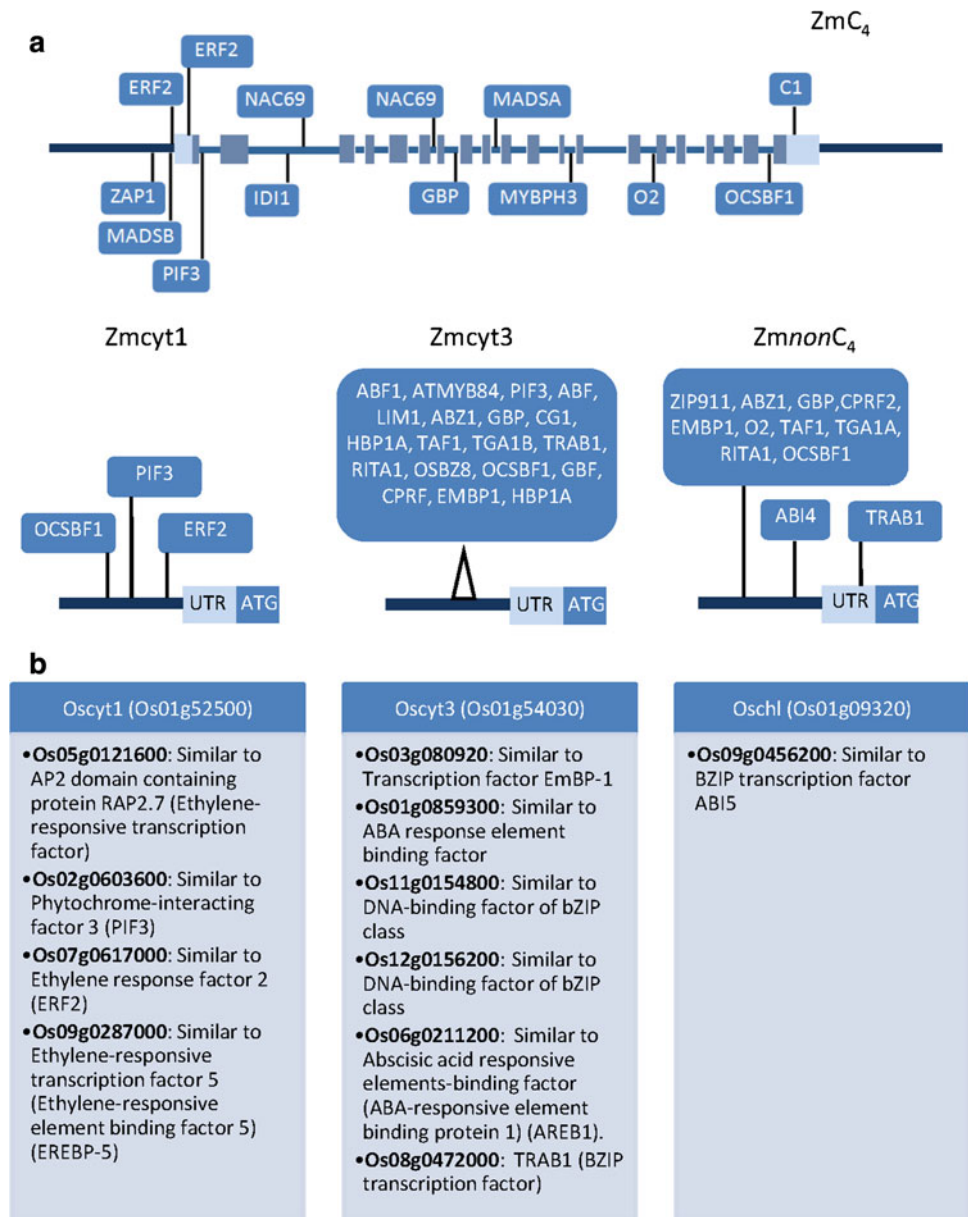 a
ZmC4
ERF2
ERF2
NAC69
NAC69
MADSA
C1
ZAP1
MADSB
PIF3
IDI1
GBP
MYBPH3
O2
OCSBF1
Zmcyt1
Zmcyt3
ZmnonC4
ABF1, ATMYB84, PIF3, ABF,
LIM1, ABZ1, GBP, CG1,
HBP1A, TAF1, TGA1B, TRAB1,
RITA1, OSBZ8, OCSBF1, GBF,
CPRF, EMBP1, HBP1A
ZIP911, ABZ1, GBP,CPRF2,
EMBP1, O2, TAF1, TGA1A,
RITA1, OCSBF1
PIF3
OCSBF1
ERF2
ABI4
TRAB1
UTR ATG
UTR ATG
UTR ATG
b
Oscyt1 (Os01g52500)
•Os05g0121600: Similar to
AP2 domain containing
protein RAP2.7 (Ethylene-
responsive transcription
factor)
•Os02g0603600: Similar to
Phytochrome-interacting
factor 3 (PIF3)
•Os07g0617000: Similar to
Ethylene response factor 2
(ERF2)
•Os09g0287000: Similar to
Ethylene-responsive
transcription factor 5
(Ethylene-responsive
element binding factor 5)
(EREBP-5)
Oscyt3 (Os01g54030)
•Os03g080920: Similar to
Transcription factor EmBP-1
•Os01g0859300: Similar to
ABA response element
binding factor
•Os11g0154800: Similar to
DNA-binding factor of bZIP
class
•Os12g0156200: Similar to
DNA-binding factor of bZIP
class
•Os06g0211200: Similar to
Abscisic acid responsive
elements-binding factor
(ABA-responsive element
binding protein 1) (AREB1).
•Os08g0472000: TRAB1 (BZIP
transcription factor)
Oschl (Os01g09320)
•Os09g0456200: Similar to
BZIP transcription factor
ABI5